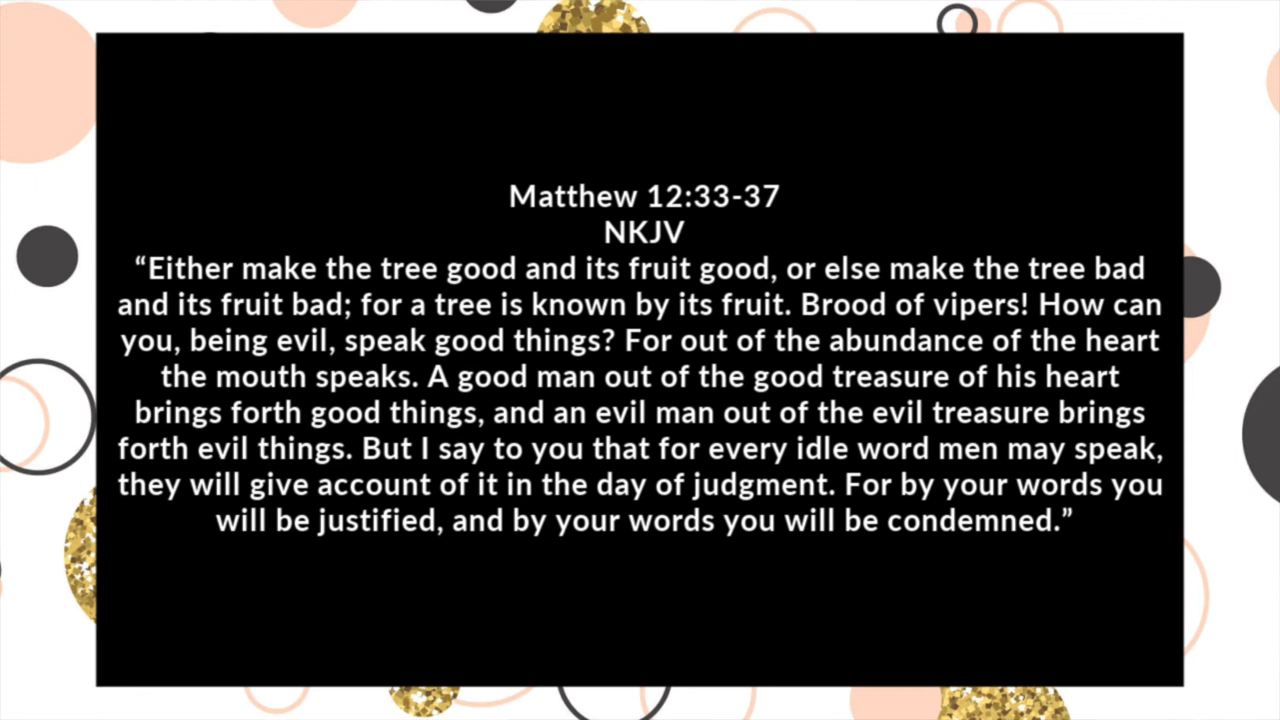 Matthew 12:33-37
NKJV
“Either make the tree good and its fruit good, or else make the tree bad
and its fruit bad; for a tree is known by its fruit. Brood of vipers! How can
you, being evil, speak good things? For out of the abundance of the heart
the mouth speaks. A good man out of the good treasure of his heart
brings forth good things, and an evil man out of the evil treasure brings
forth evil things. But I say to you that for every idle word men may speak,
they will give account of it in the day of judgment. For by your words you
will be justified, and by your words you will be condemned.”